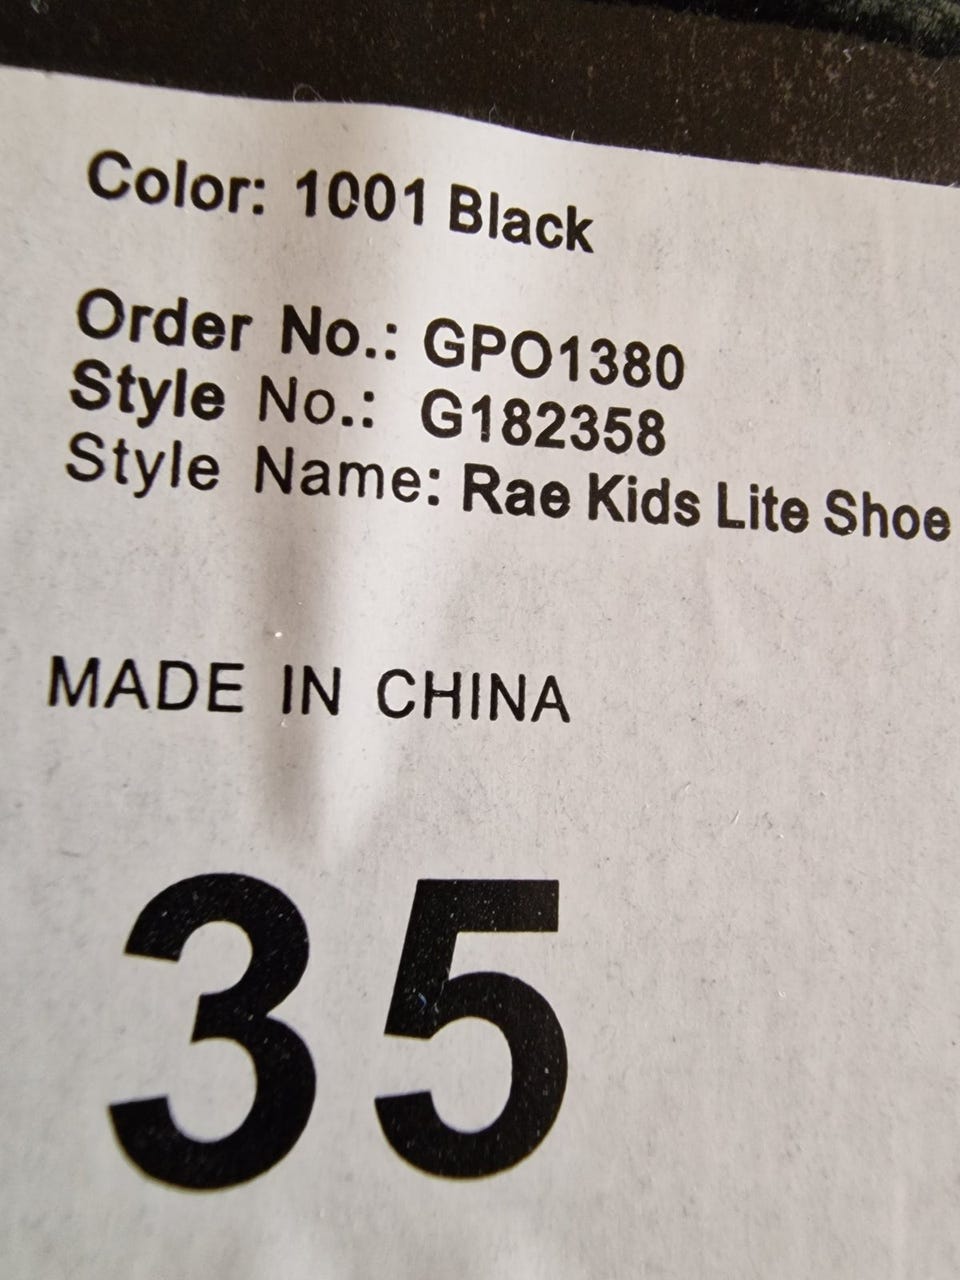 Color: 1001 Black
Order No.: GPO1380
Style No.: G182358
Style Name: Rae Kids Lite Shoe
MADE IN CHINA
35